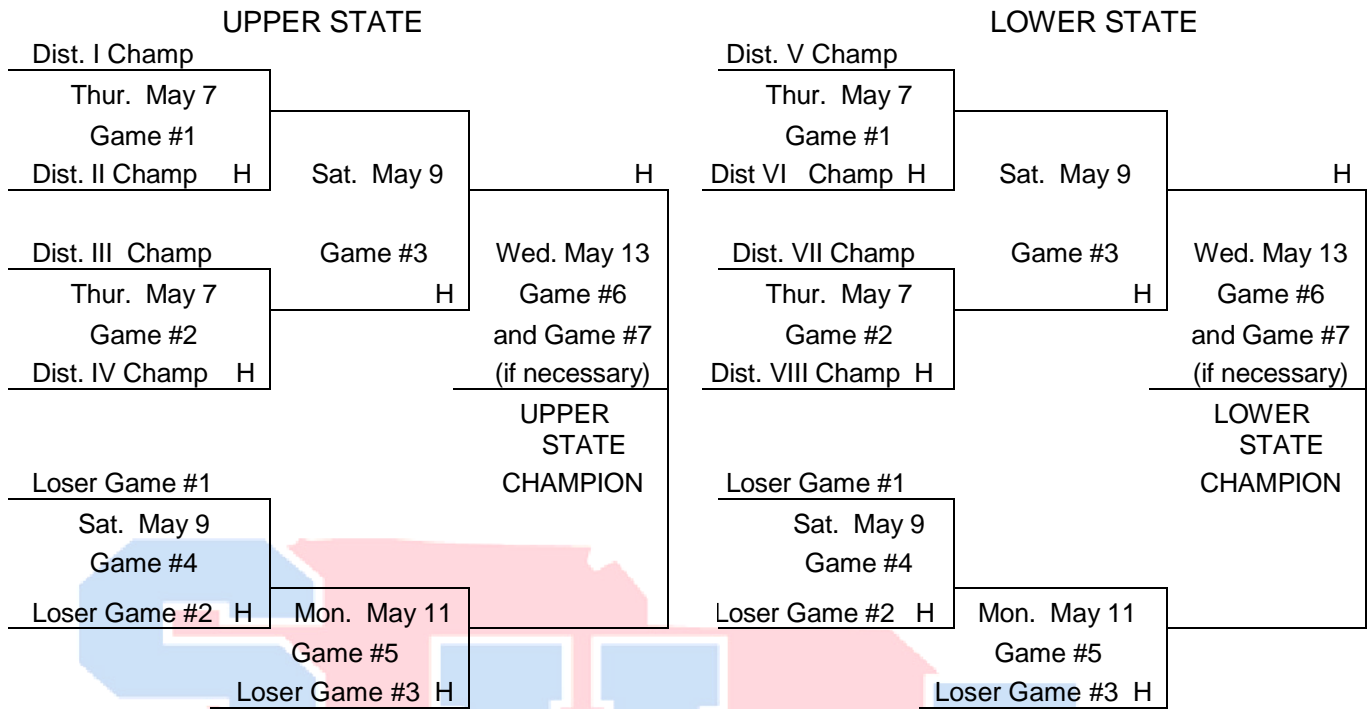 UPPER STATE
Dist. I Champ
Thur. May 7
Game #1
Dist. II Champ H
Sat. May 9
H
Dist. III Champ
Game #3
Wed. May 13
Thur. May 7
H
Game #6
Game #2
and Game #7
Dist. IV Champ H
(if necessary)
UPPER
STATE
CHAMPION
Loser Game #1
Sat. May 9
Game #4
Loser Game #2 H
Mon. May 11
Game #5
Loser Game #3 H
LOWER STATE
Dist. V Champ
Thur. May 7
Game #1
Dist VI Champ H
Sat. May 9
H
Dist. VII Champ
Game #3
Wed. May 13
Thur. May 7
H
Game #6
Game #2
and Game #7
Dist. VIII Champ H
(if necessary)
LOWER
STATE
CHAMPION
Loser Game #1
Sat. May 9
Game #4
Loser Game #2 H
Mon. May 11
Game #5
Loser Game #3 H